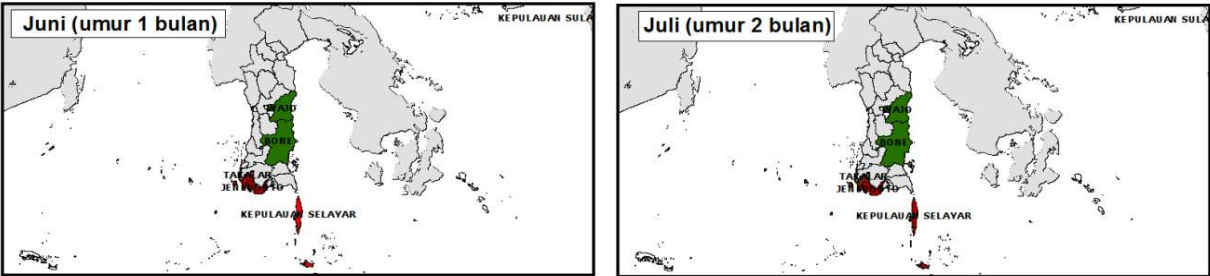 Juni (umur 1 bulan)
KEPULAUAN SULA
WAJO
BONE
TAKALAR
JENEPONTO
KEPULAUAN SELAYAR
Juli (umur 2 bulan)
KEPULAUAN SULA
WAJO
BONE
TAKALAR
JENEPONTO
KEPULAUAN SELAYAR